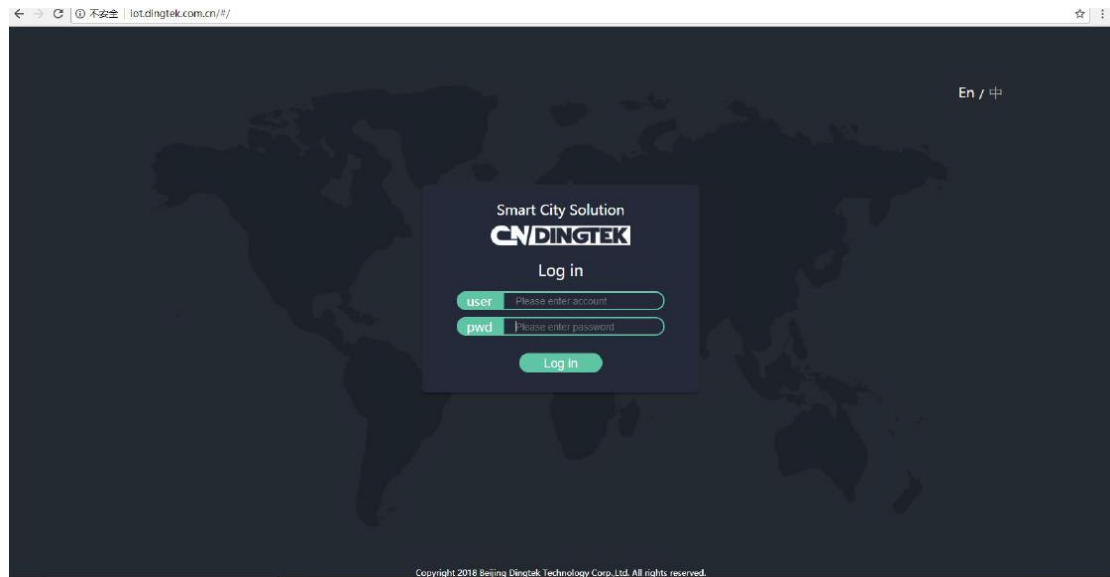 不安全 iot.dingtek.com.cn/#/
En / 中
Smart City Solution
CN/DINGTEK
Log in
user Please enter account
pwd Please enter password
Log in
Copyright 2018 Beijing Dingtek Technology Corp.,Ltd. All rights reserved.